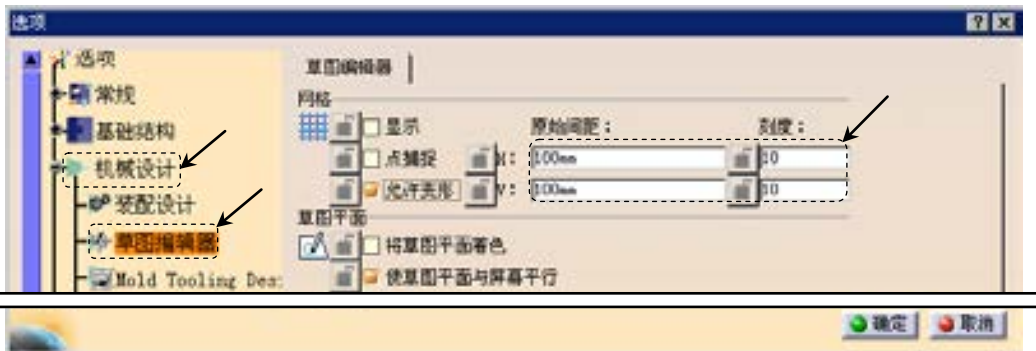 选项
选项
常规
基础结构
机械设计
装配设计
草图编辑器
Mold Tooling Des
草图编辑器
网格
显示 原始间距： 刻度：
点捕捉 H： 100mm 10
允许夹形 V： 100mm 10
草图平面
将草图平面着色
使草图平面与屏幕平行
确定 取消